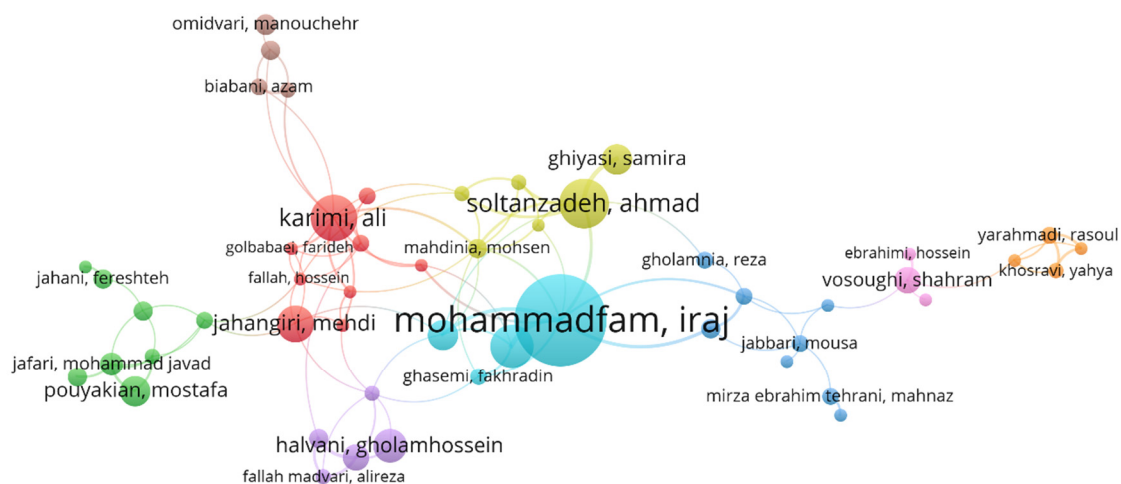 omidvari, manouchehr
biabani, azam
ghiyasi, samira
soltanzadeh, ahmad
karimi, ali
golbabaei, farideh
mahdinia, mohsen
gholamnia, reza
yarahmadi, rasoul
ebrahimi, hossein
khosravi, yahya
vosoughi, shahram
jahani, fereshteh
fallah, hossein
jahangiri, mehdi
mohammadfam, iraj
jabbari, mousa
jafari, mohammad javad
pouyakian, mostafa
ghasemi, fakhradin
mirza ebrahim tehrani, mahnaz
halvani, gholamhossein
fallah madvari, alireza